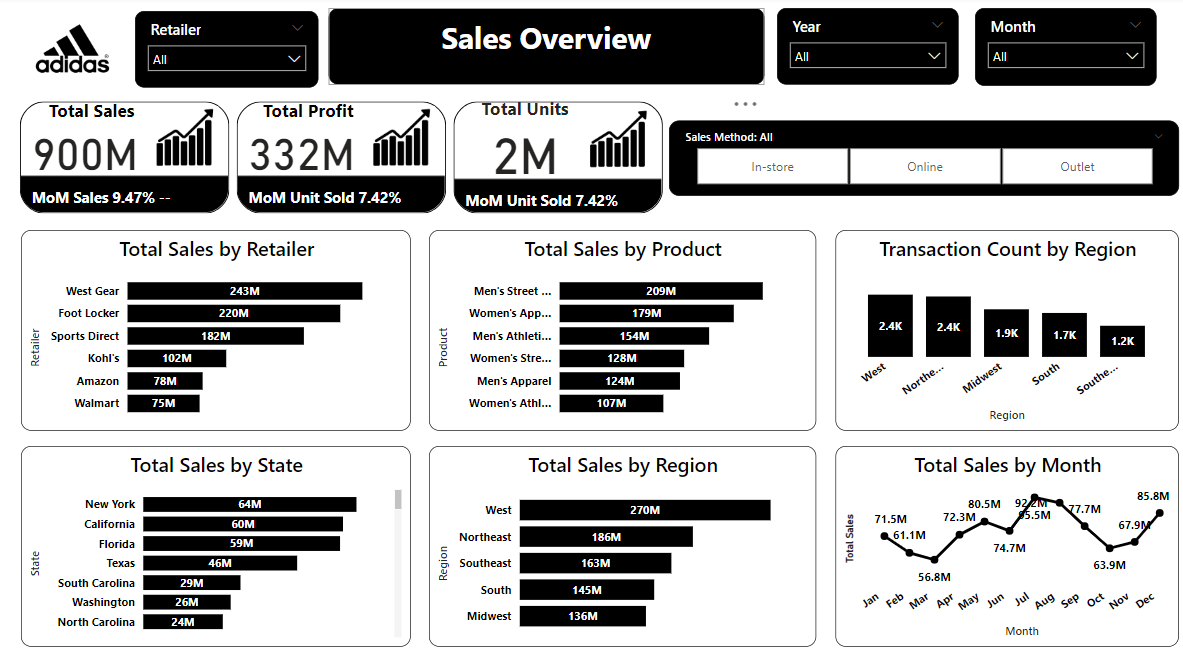 adidas
Retailer
All
Sales Overview
Year
All
Month
All
Total Sales
900M
MoM Sales 9.47% --
Total Profit
332M
MoM Unit Sold 7.42%
Total Units
2M
MoM Unit Sold 7.42%
Sales Method: All
In-store
Online
Outlet
Total Sales by Retailer
Retailer
West Gear 243M
Foot Locker 220M
Sports Direct 182M
Kohl's 102M
Amazon 78M
Walmart 75M
Total Sales by Product
Product
Men's Street ... 209M
Women's App... 179M
Men's Athleti... 154M
Women's Stre... 128M
Men's Apparel 124M
Women's Athl... 107M
Transaction Count by Region
2.4K 2.4K 1.9K 1.7K 1.2K
West Northe... Midwest South Southe...
Region
Total Sales by State
State
New York 64M
California 60M
Florida 59M
Texas 46M
South Carolina 29M
Washington 26M
North Carolina 24M
Total Sales by Region
Region
West 270M
Northeast 186M
Southeast 163M
South 145M
Midwest 136M
Total Sales by Month
Total Sales
71.5M 61.1M 56.8M 72.3M 80.5M 74.7M 95.5M 92.2M 77.7M 63.9M 67.9M 85.8M
Jan Feb Mar Apr May Jun Jul Aug Sep Oct Nov Dec
Month